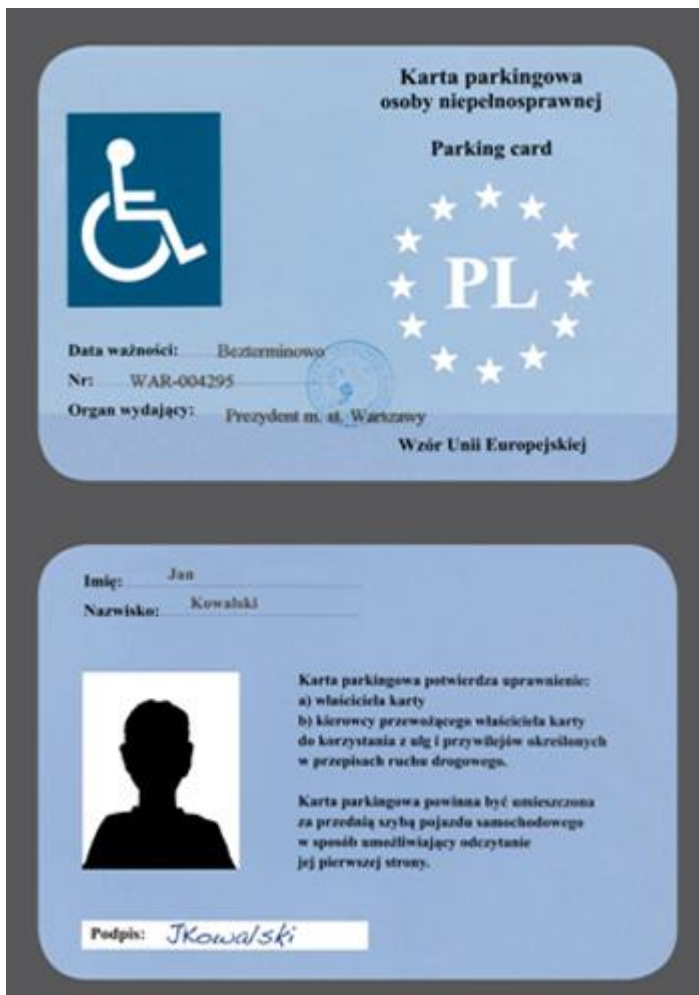 Karta parkingowa
osoby niepełnosprawnej
Parking card
PL
Data ważności: Bezterminowo
Nr: WAR-004295
Organ wydający: Prezydent m. st. Warszawy
Wzór Unii Europejskiej
Imię: Jan
Nazwisko: Kowalski
Karta parkingowa potwierdza uprawnienie:
a) właściciela karty
b) kierowcy przewożącego właściciela karty
do korzystania z ulg i przywilejów określonych
w przepisach ruchu drogowego.
Karta parkingowa powinna być umieszczona
za przednią szybą pojazdu samochodowego
w sposób umożliwiający odczytanie
jej pierwszej strony.
Podpis: JKowalski